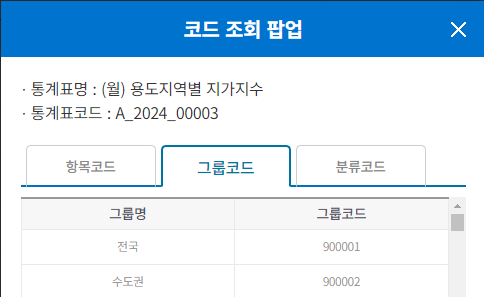 코드 조회 팝업
· 통계표명 : (월) 용도지역별 지가지수
· 통계표코드 : A_2024_00003
항목코드 그룹코드 분류코드
그룹명 그룹코드
전국 900001
수도권 900002